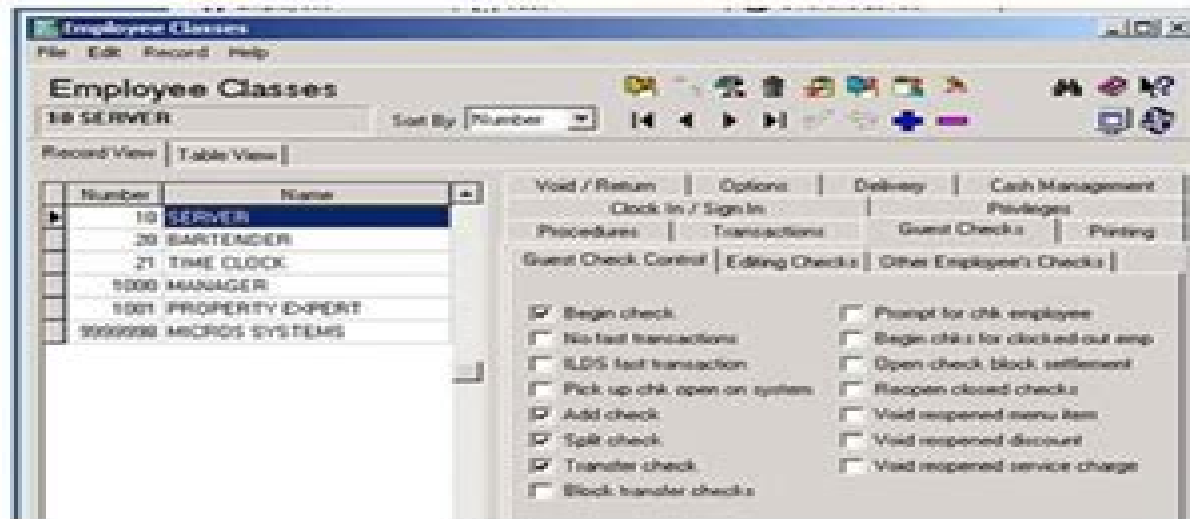 Employee Classes
File Edit Record Help
Employee Classes
10 SERVER Sort By Number
Record View Table View
Number Name
10 SERVER
20 BARTENDER
21 TIME CLOCK
1000 MANAGER
1001 PROPERTY EXPERT
9999998 MICROS SYSTEMS
Void / Return Options Delivery Cash Management
Clock In / Sign In Privileges
Procedures Transactions Guest Checks Printing
Guest Check Control Editing Checks Other Employee's Checks
Begin check Prompt for chk employee
No fast transactions Begin chks for clocked out emp
ILDS fast transaction Open check block settlement
Pick up chk open on system Reopen closed checks
Add check Void reopened menu item
Split check Void reopened discount
Transfer check Void reopened service charge
Block transfer checks